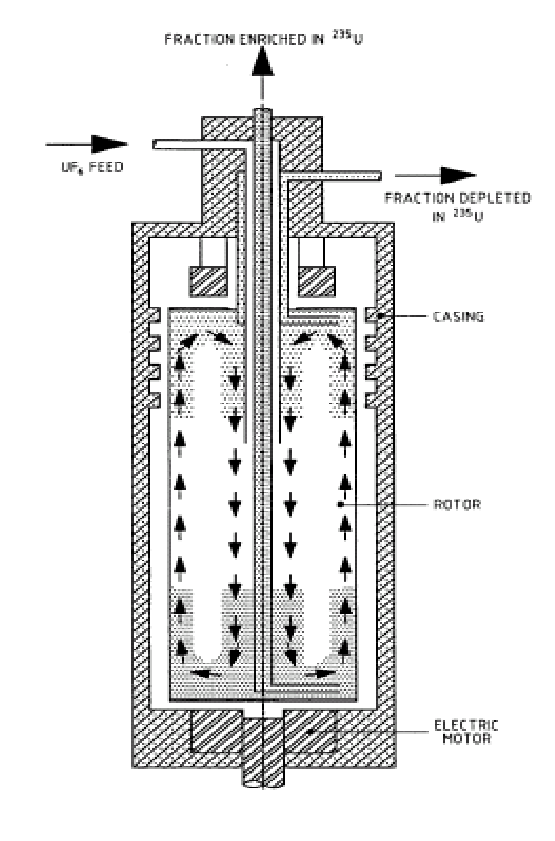 FRACTION ENRICHED IN ²³⁵U
UF₆ FEED
FRACTION DEPLETED
IN ²³⁵U
CASING
ROTOR
ELECTRIC
MOTOR